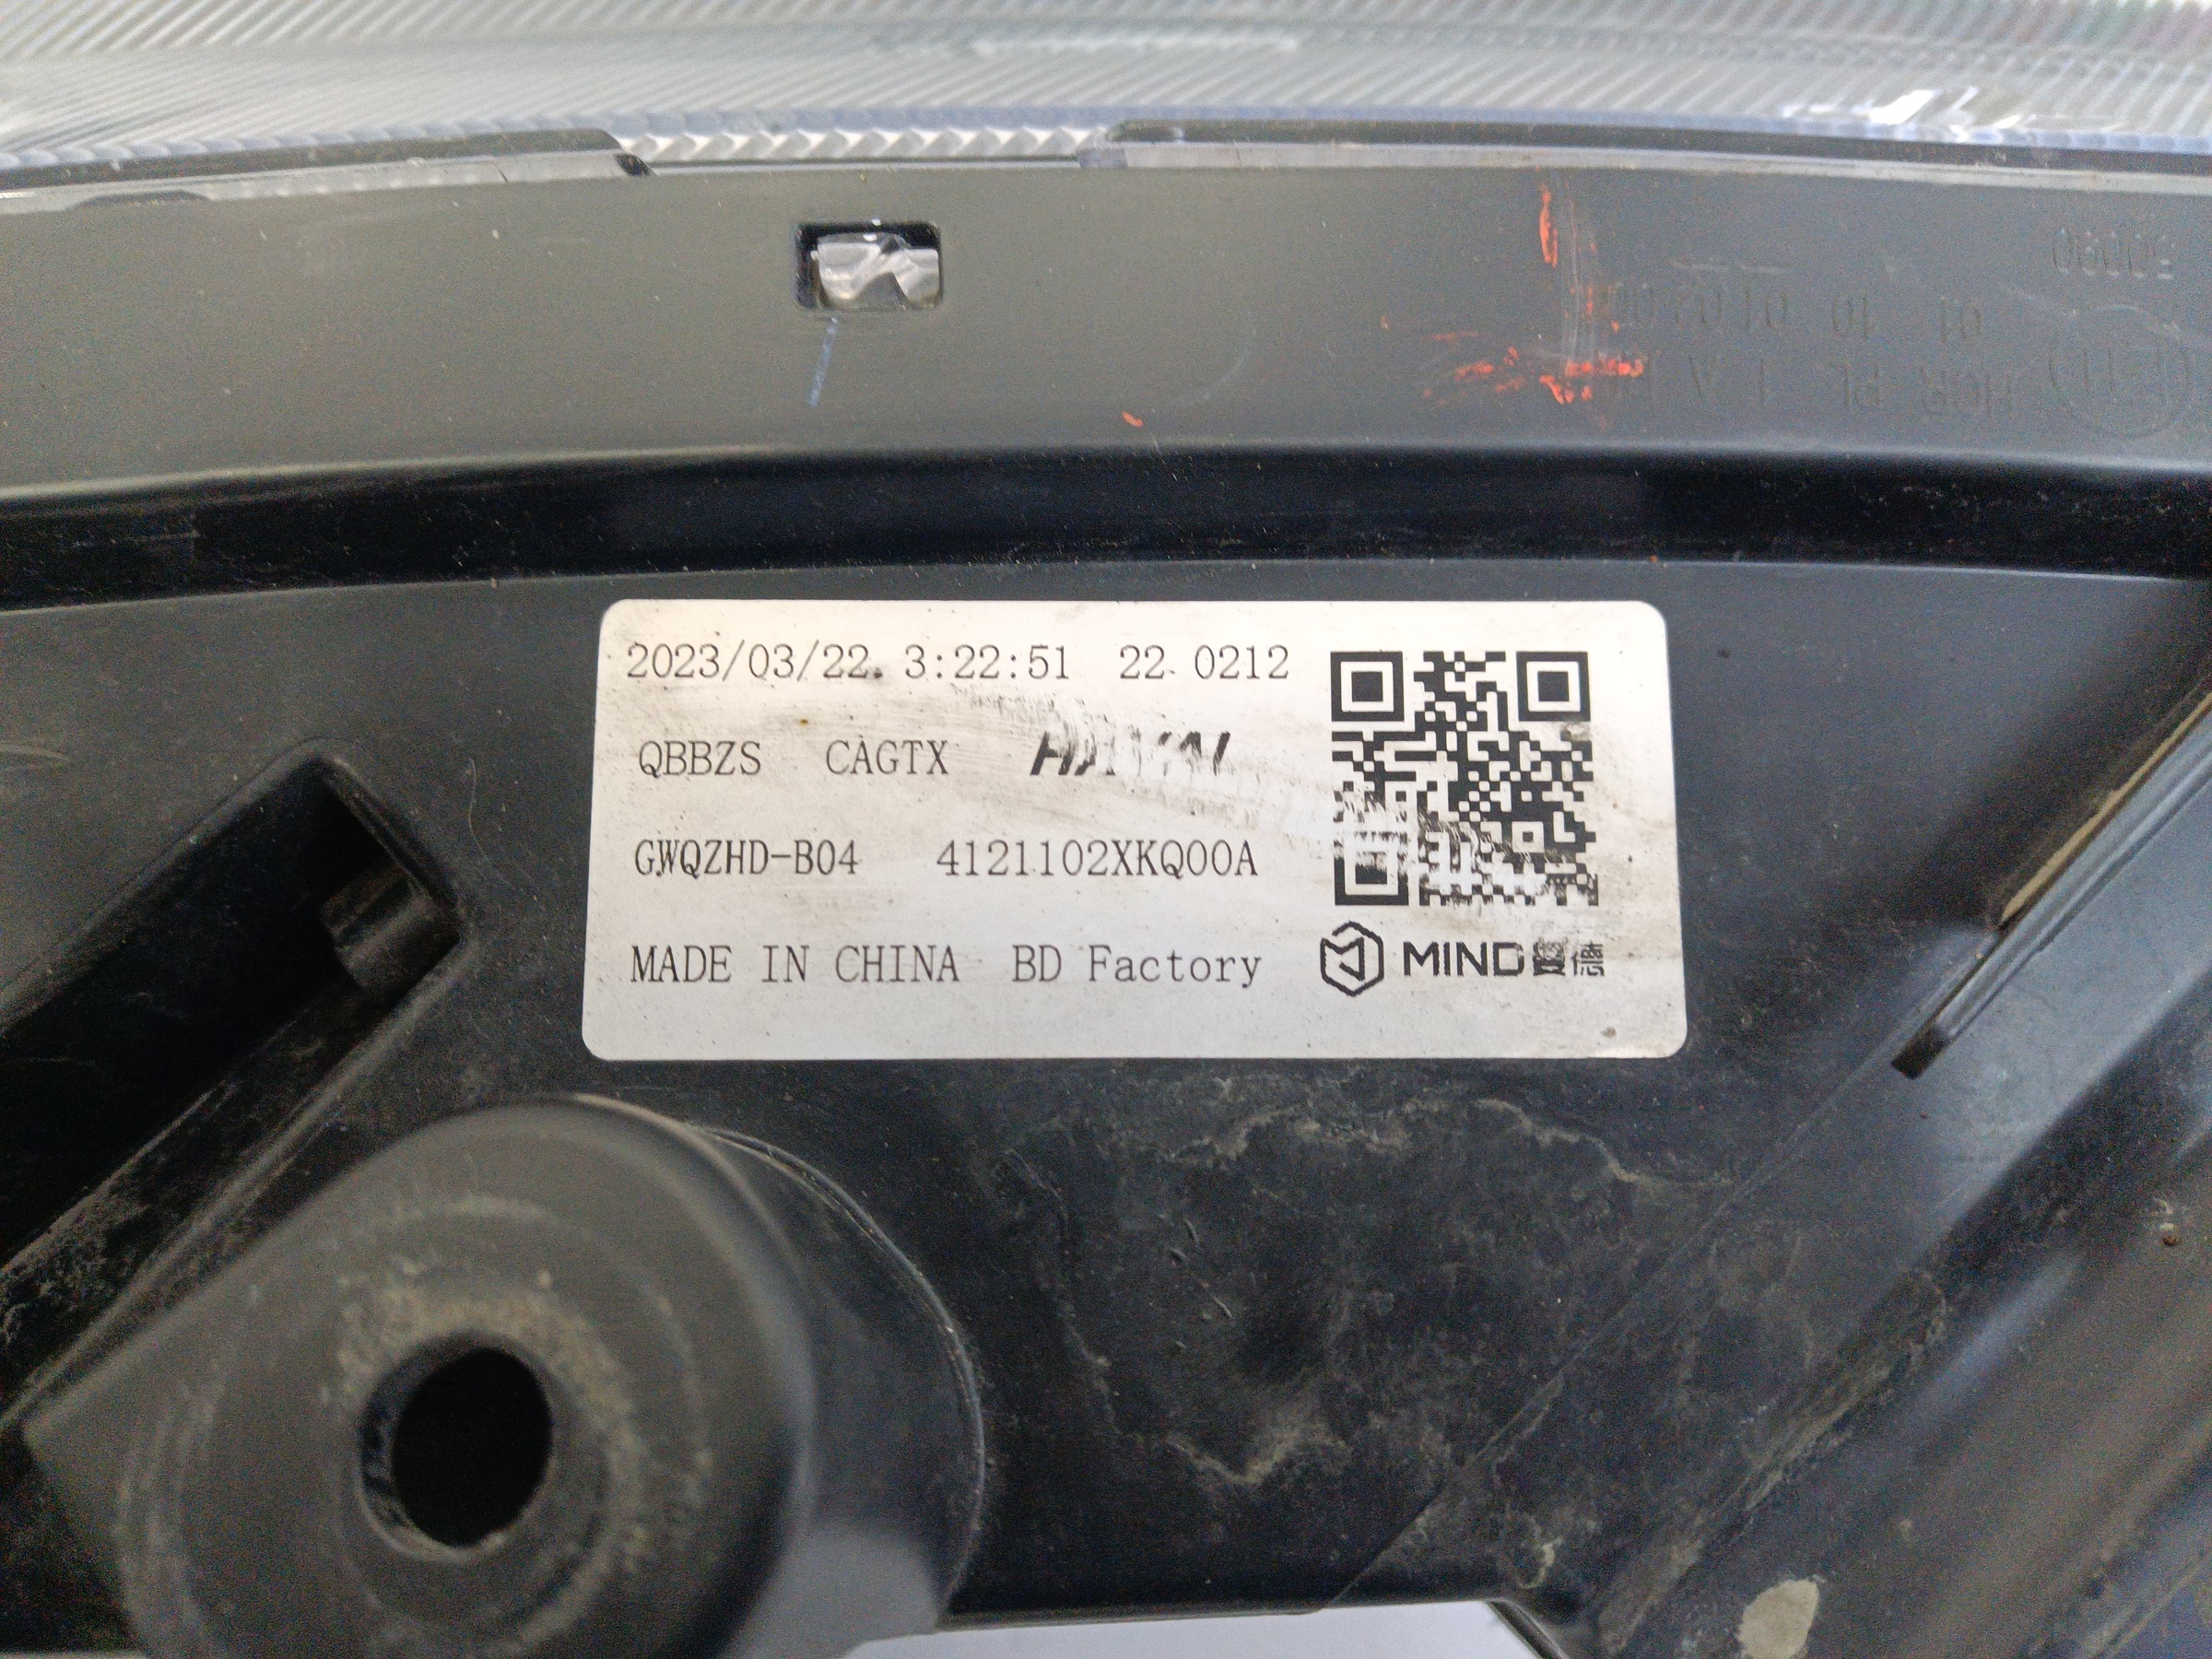 2023/03/22 3:22:51 22 0212
QBBZS CAGTX
GWQZHD-B04 4121102XKQ00A
MADE IN CHINA BD Factory MIND曼德